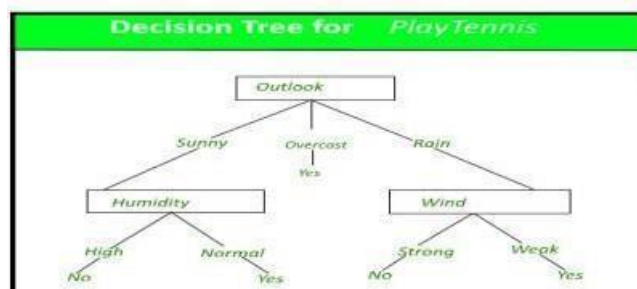 Decision Tree for PlayTennis
Outlook
Sunny Overcast Rain
Yes
Humidity Wind
High Normal Strong Weak
No Yes No Yes